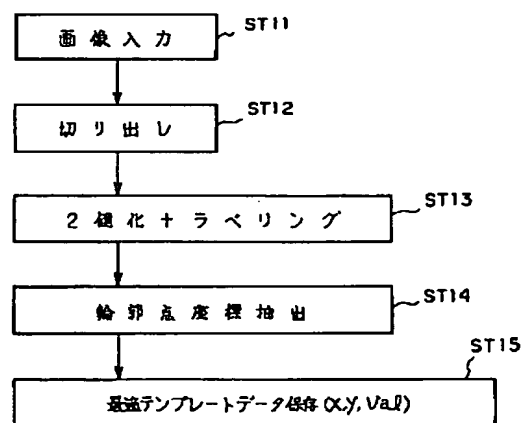 画像入力
ST11
切り出し
ST12
2値化+ラベリング
ST13
輪郭点座標抽出
ST14
最適テンプレートデータ保存(X,y,Val)
ST15